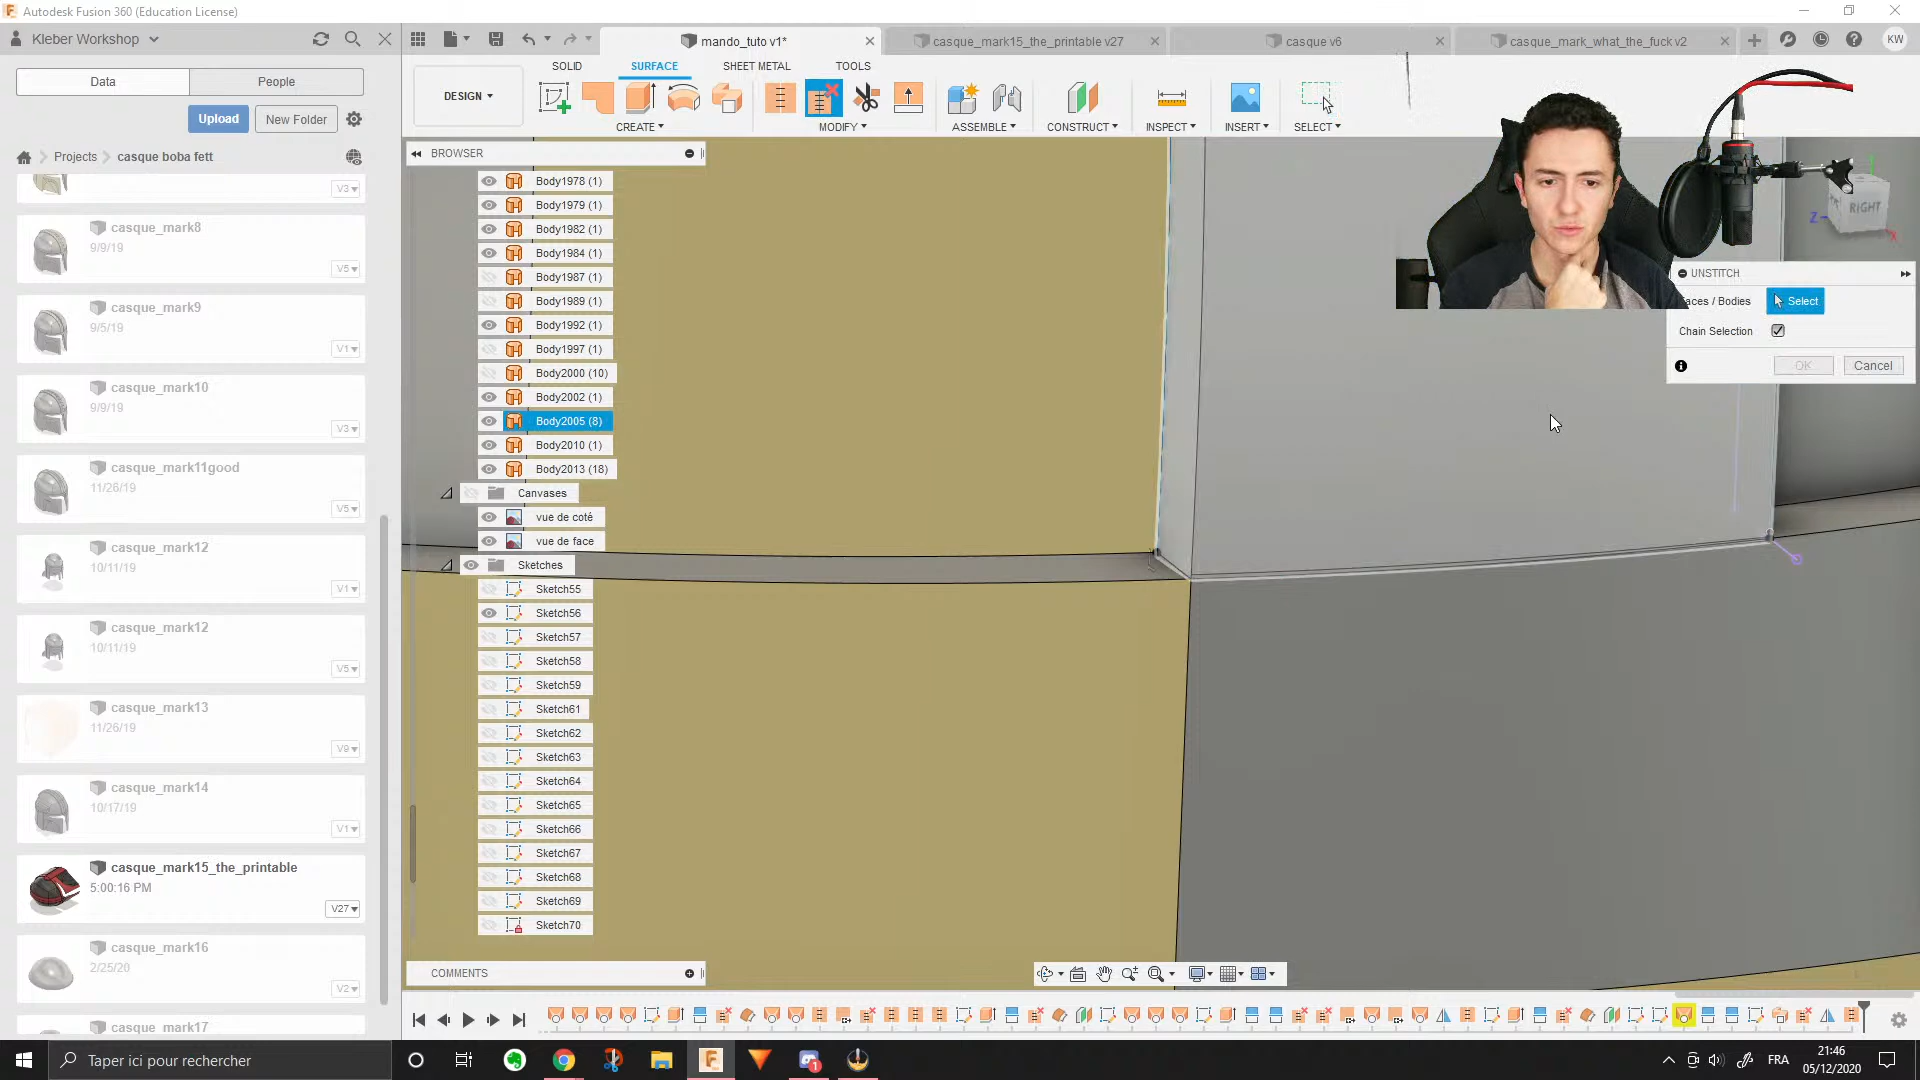 Autodesk Fusion 360 (Education License)
Kleber Workshop
Data
People
Upload
New Folder
Projects
casque boba fett
V3
casque_mark8
9/9/19
V5
casque_mark9
9/5/19
V1
casque_mark10
9/9/19
V3
casque_mark11good
11/26/19
V5
casque_mark12
10/11/19
V1
casque_mark12
10/11/19
V5
casque_mark13
11/26/19
V9
casque_mark14
10/17/19
V1
casque_mark15_the_printable
5:00:16 PM
V27
casque_mark16
2/25/20
V2
casque_mark17
mando_tuto v1*
casque_mark15_the_printable v27
casque v6
casque_mark_what_the_fuck v2
KW
SOLID
SURFACE
SHEET METAL
TOOLS
DESIGN
CREATE
MODIFY
ASSEMBLE
CONSTRUCT
INSPECT
INSERT
SELECT
BROWSER
Body1978 (1)
Body1979 (1)
Body1982 (1)
Body1984 (1)
Body1987 (1)
Body1989 (1)
Body1992 (1)
Body1997 (1)
Body2000 (10)
Body2002 (1)
Body2005 (8)
Body2010 (1)
Body2013 (18)
Canvases
vue de coté
vue de face
Sketches
Sketch55
Sketch56
Sketch57
Sketch58
Sketch59
Sketch61
Sketch62
Sketch63
Sketch64
Sketch65
Sketch66
Sketch67
Sketch68
Sketch69
Sketch70
COMMENTS
Z
RIGHT
X
UNSTITCH
Faces / Bodies
Select
Chain Selection
OK
Cancel
Taper ici pour rechercher
1
FRA
21:46
05/12/2020